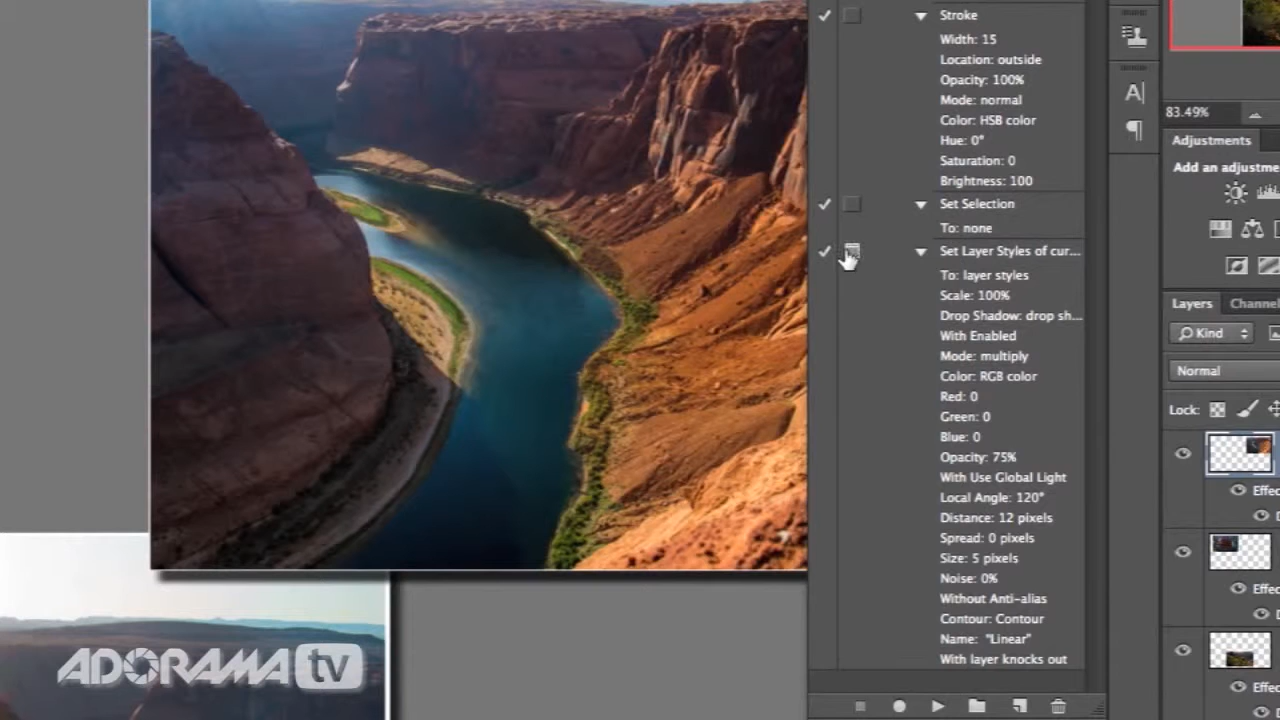 Stroke
Width: 15
Location: outside
Opacity: 100%
Mode: normal
Color: HSB color
Hue: 0°
Saturation: 0
Brightness: 100
Set Selection
To: none
Set Layer Styles of cur...
To: layer styles
Scale: 100%
Drop Shadow: drop sh...
With Enabled
Mode: multiply
Color: RGB color
Red: 0
Green: 0
Blue: 0
Opacity: 75%
With Use Global Light
Local Angle: 120°
Distance: 12 pixels
Spread: 0 pixels
Size: 5 pixels
Noise: 0%
Without Anti-alias
Contour: Contour
Name: "Linear"
With layer knocks out
A
83.49%
Adjustments
Add an adjustme
Layers
Channe
Kind
Normal
Lock:
Effe
Effe
Effe
ADORAMA tv